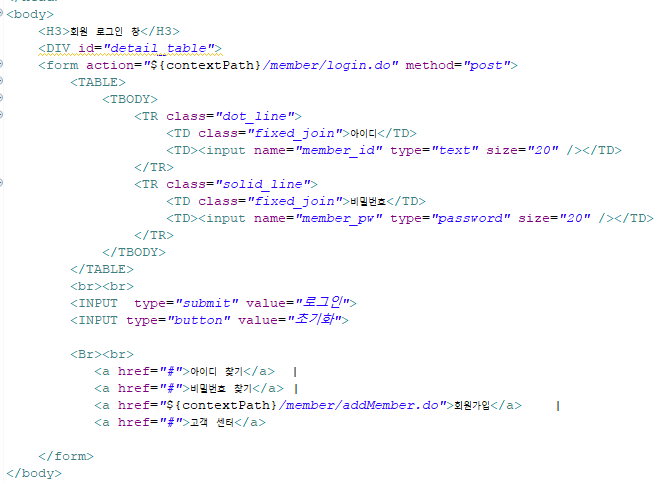 <body>
<H3>회원 로그인 창</H3>
<DIV id="detail_table">
<form action="${contextPath}/member/login.do" method="post">
<TABLE>
<TBODY>
<TR class="dot_line">
<TD class="fixed_join">아이디</TD>
<TD><input name="member_id" type="text" size="20" /></TD>
</TR>
<TR class="solid_line">
<TD class="fixed_join">비밀번호</TD>
<TD><input name="member_pw" type="password" size="20" /></TD>
</TR>
</TBODY>
</TABLE>
<br><br>
<INPUT  type="submit" value="로그인">
<INPUT type="button" value="초기화">
<Br><br>
<a href="#">아이디 찾기</a>  |
<a href="#">비밀번호 찾기</a> |
<a href="${contextPath}/member/addMember.do">회원가입</a>    |
<a href="#">고객 센터</a>
</form>
</body>